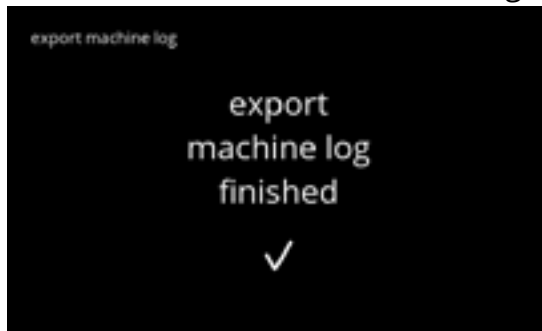 export machine log
export
machine log
finished